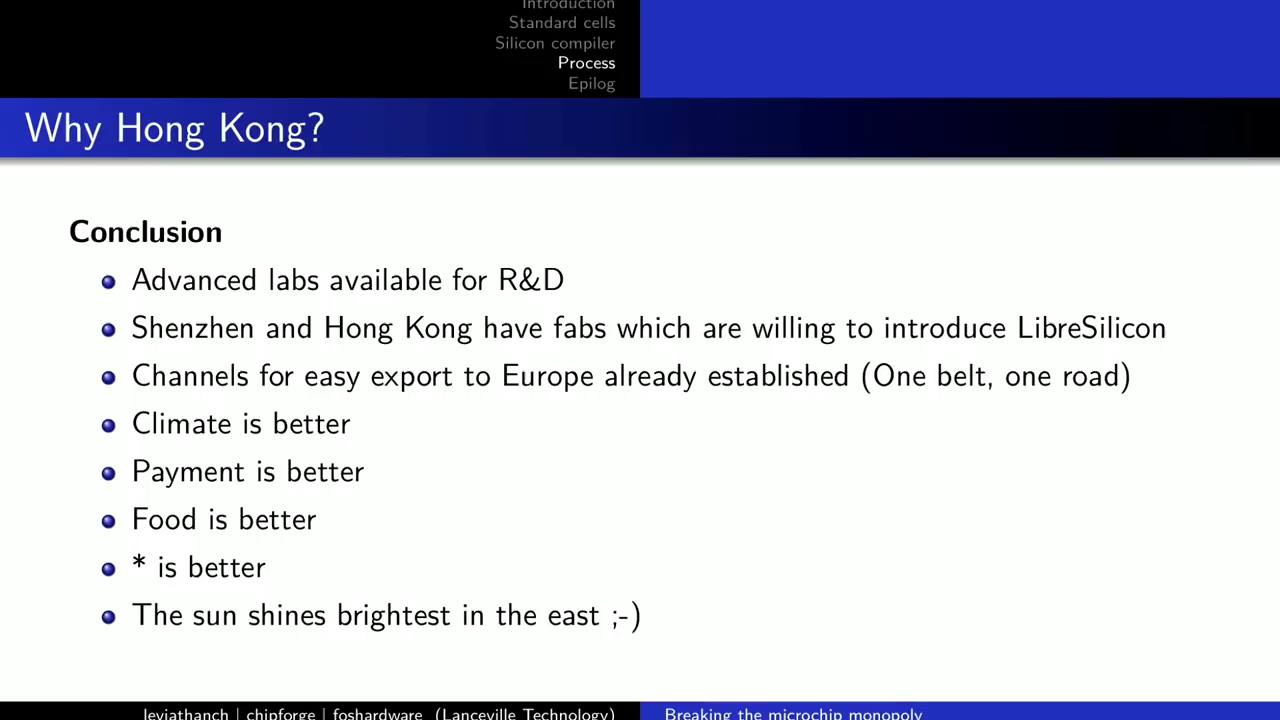 Introduction
Standard cells
Silicon compiler
Process
Epilog
Why Hong Kong?
Conclusion
Advanced labs available for R&D
Shenzhen and Hong Kong have fabs which are willing to introduce LibreSilicon
Channels for easy export to Europe already established (One belt, one road)
Climate is better
Payment is better
Food is better
* is better
The sun shines brightest in the east ;-)
leviathanch | chipforge | foshardware (Lanceville Technology)
Breaking the microchip monopoly